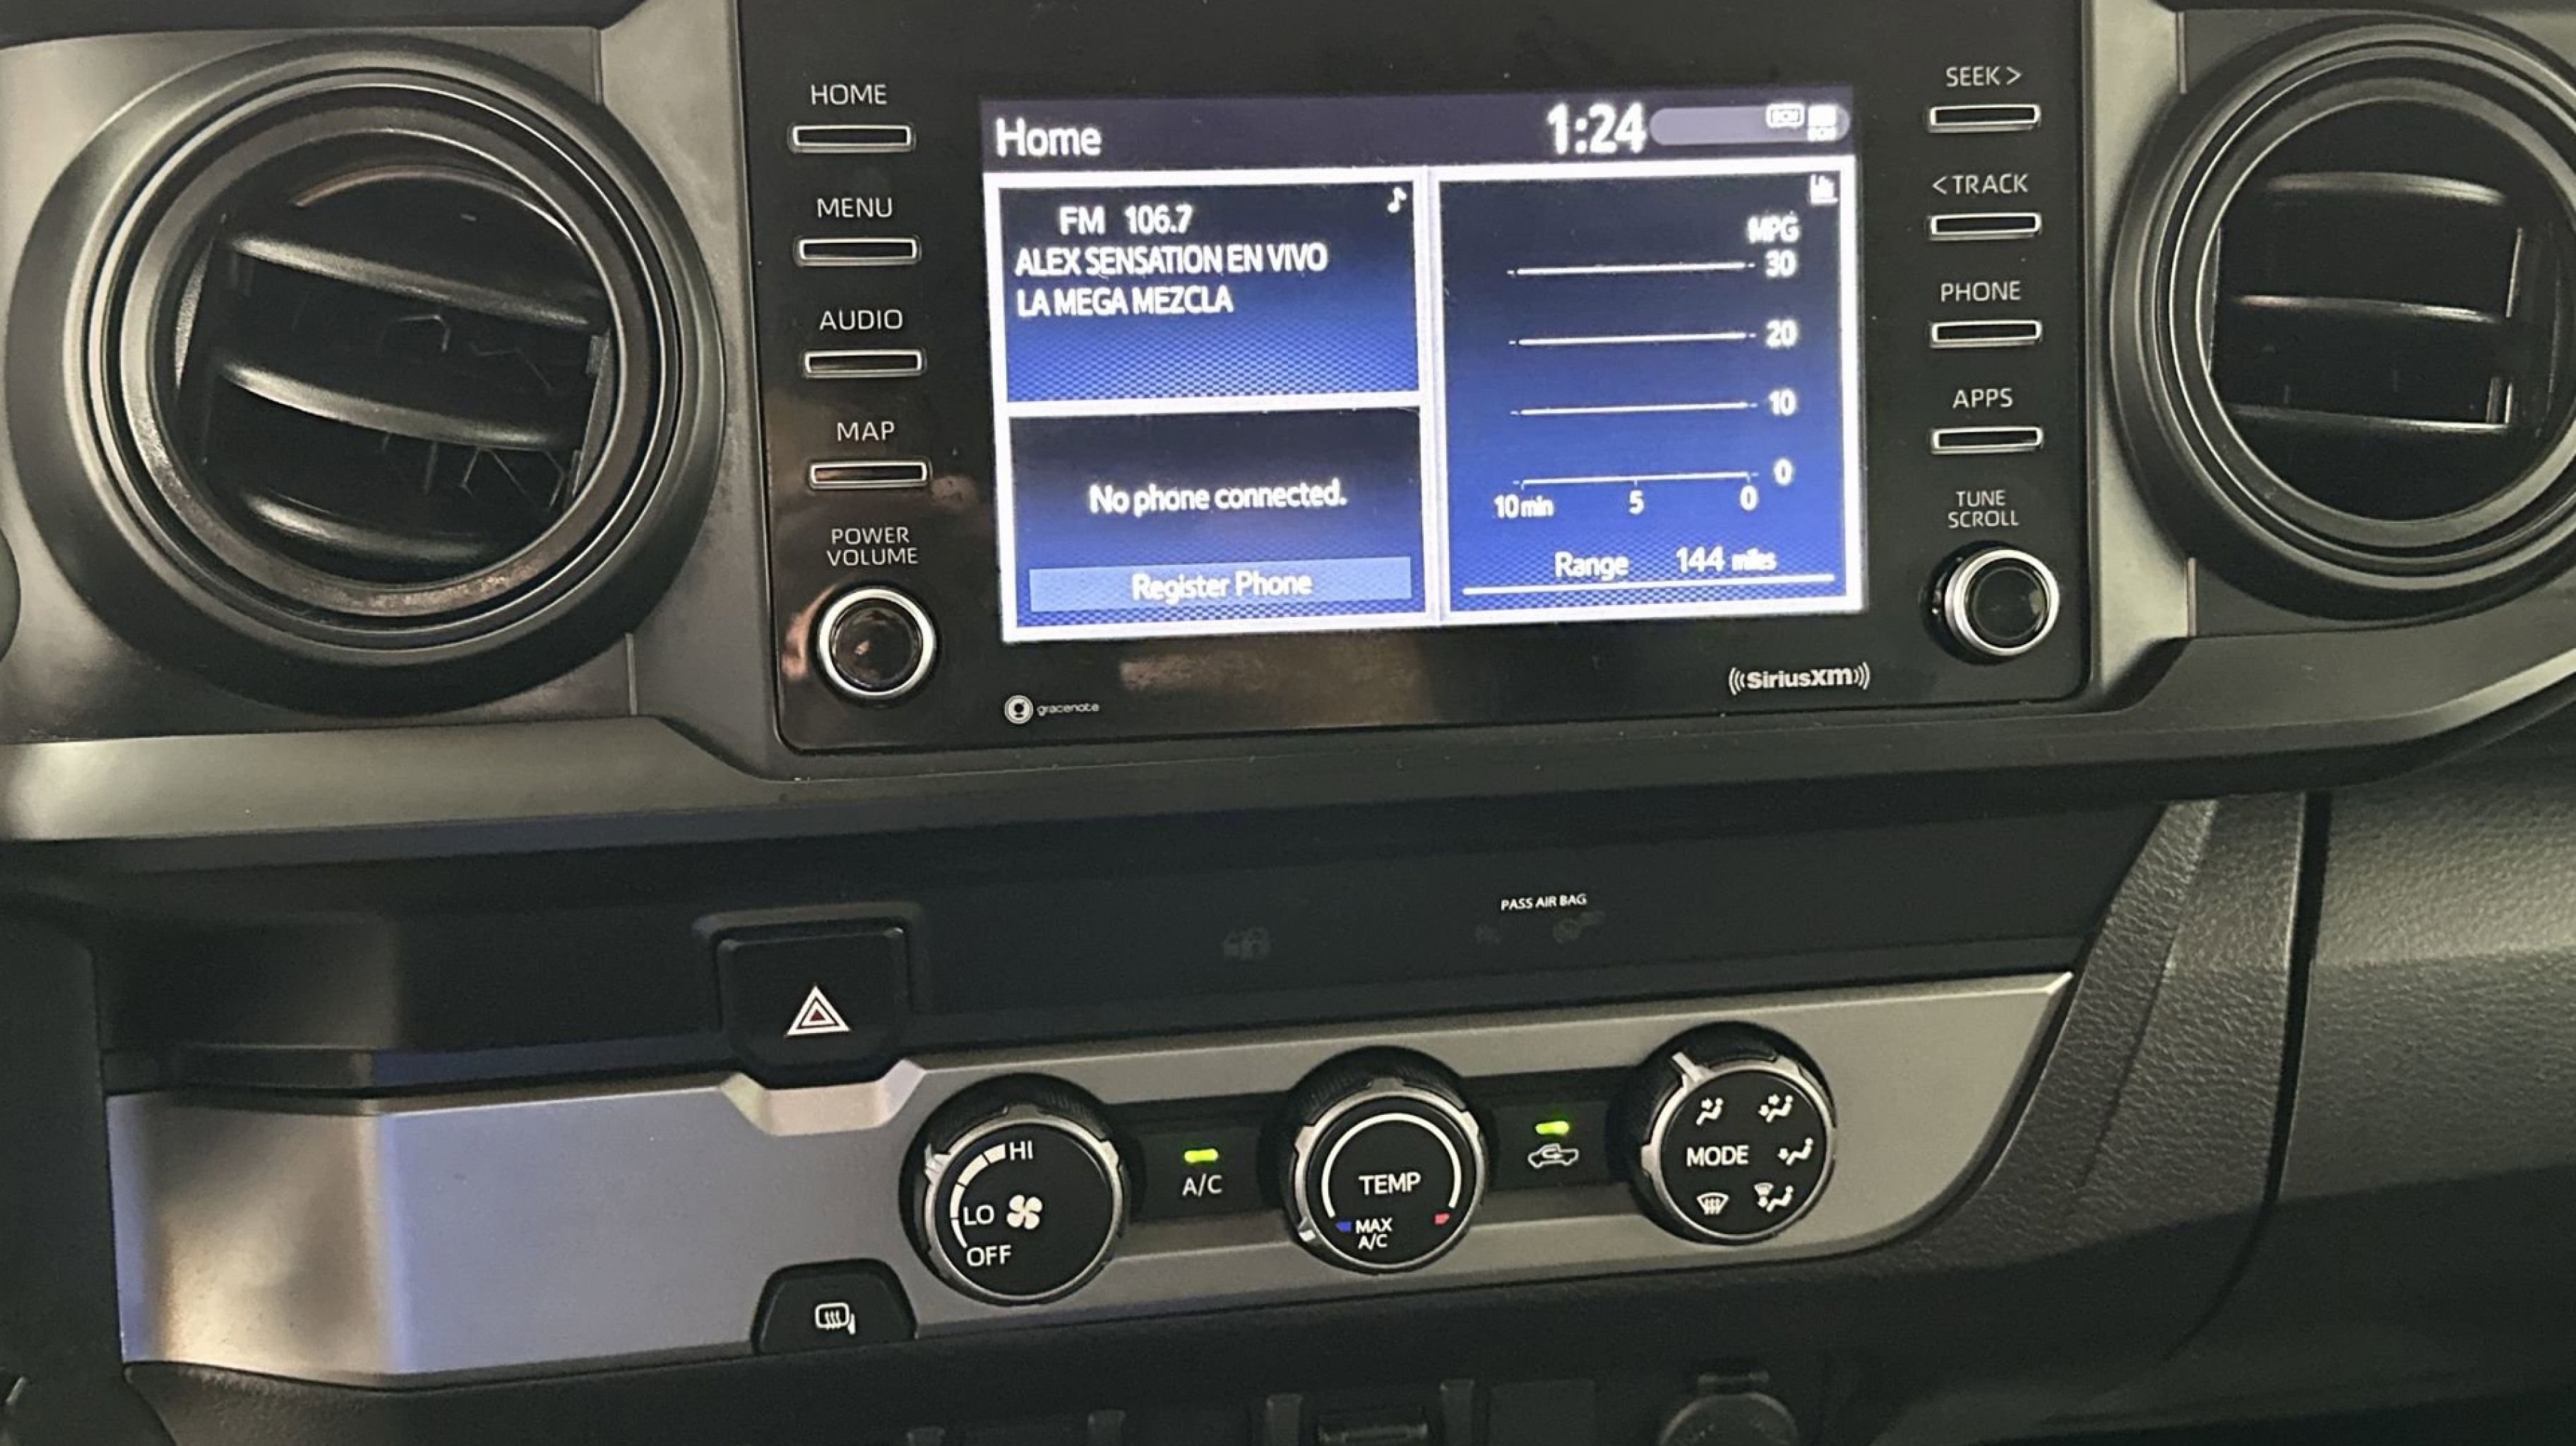 HOME
MENU
AUDIO
MAP
POWER
VOLUME
Home 1:24
FM 106.7
ALEX SENSATION EN VIVO
LA MEGA MEZCLA
No phone connected.
Register Phone
MPG
30
20
10
0
10 min 5 0
Range 144 miles
SEEK >
< TRACK
PHONE
APPS
TUNE
SCROLL
gracenote
((SiriusXM))
PASS AIR BAG
HI
LO
OFF
A/C
TEMP
MAX
A/C
MODE